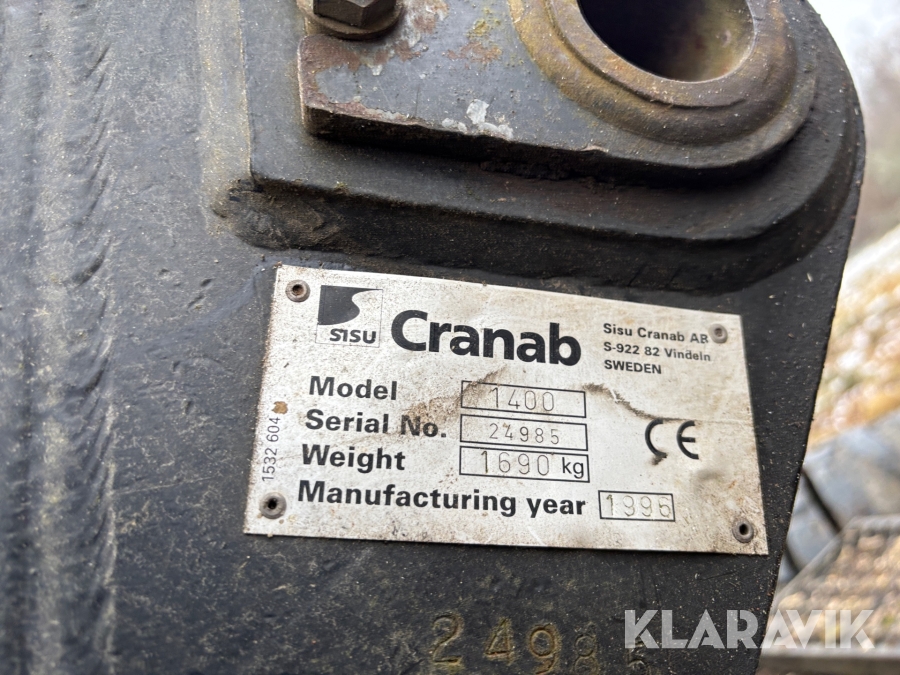 SISU
Cranab
Sisu Cranab AB
S-922 82 Vindeln
SWEDEN
Model 1400
Serial No. 24985
Weight 1690 kg
Manufacturing year 1996
CE
1532 604
24985
KLARAVIK